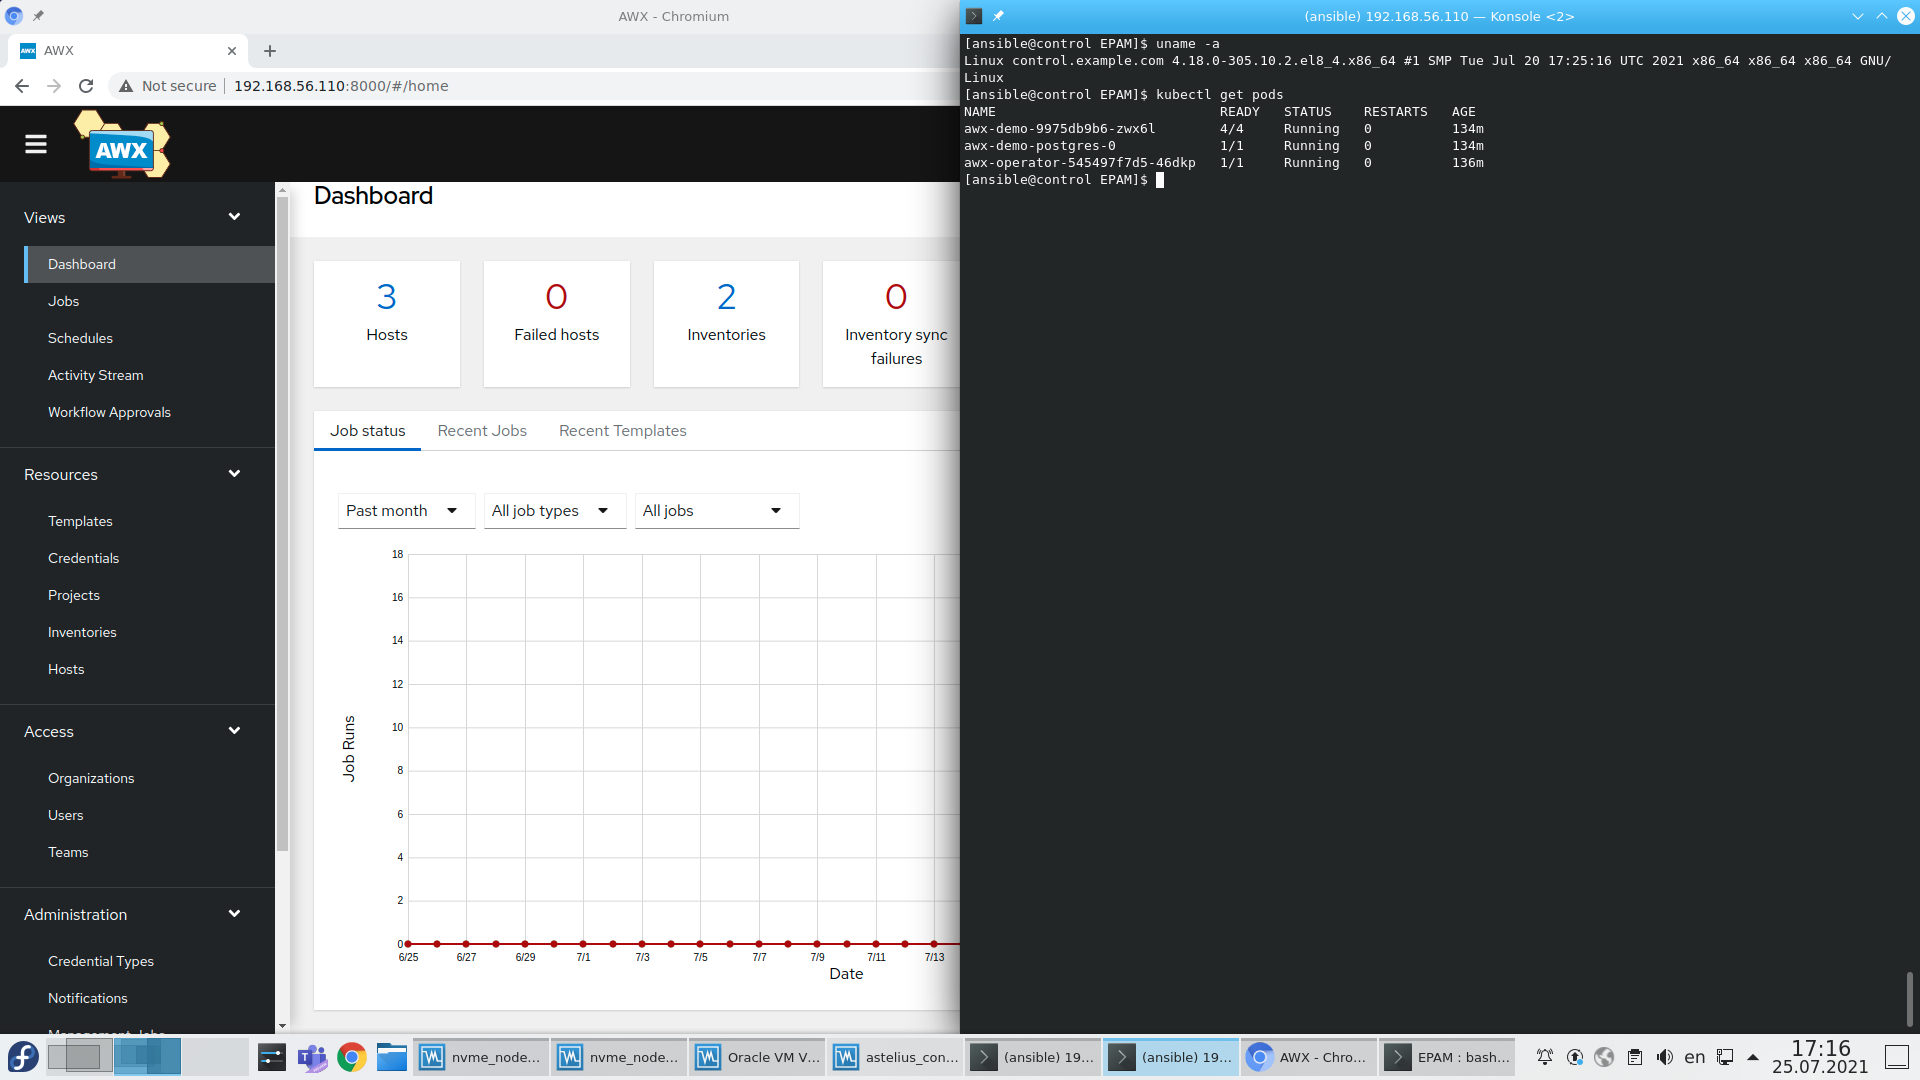 AWX - Chromium
AWX
Not secure
192.168.56.110:8000/#/home
AWX
Views
Dashboard
Jobs
Schedules
Activity Stream
Workflow Approvals
Resources
Templates
Credentials
Projects
Inventories
Hosts
Access
Organizations
Users
Teams
Administration
Credential Types
Notifications
Dashboard
3
Hosts
0
Failed hosts
2
Inventories
0
Inventory sync
failures
Job status
Recent Jobs
Recent Templates
Past month
All job types
All jobs
18
16
14
12
10
8
6
4
2
0
Job Runs
6/25
6/27
6/29
7/1
7/3
7/5
7/7
7/9
7/11
7/13
Date
(ansible) 192.168.56.110 — Konsole <2>
[ansible@control EPAM]$ uname -a
Linux control.example.com 4.18.0-305.10.2.el8_4.x86_64 #1 SMP Tue Jul 20 17:25:16 UTC 2021 x86_64 x86_64 x86_64 GNU/
Linux
[ansible@control EPAM]$ kubectl get pods
NAME READY STATUS RESTARTS AGE
awx-demo-9975db9b6-zwx6l 4/4 Running 0 134m
awx-demo-postgres-0 1/1 Running 0 134m
awx-operator-545497f7d5-46dkp 1/1 Running 0 136m
[ansible@control EPAM]$
nvme_node...
nvme_node...
Oracle VM V...
astelius_con...
(ansible) 19...
(ansible) 19...
AWX - Chro...
EPAM : bash...
en
17:16
25.07.2021